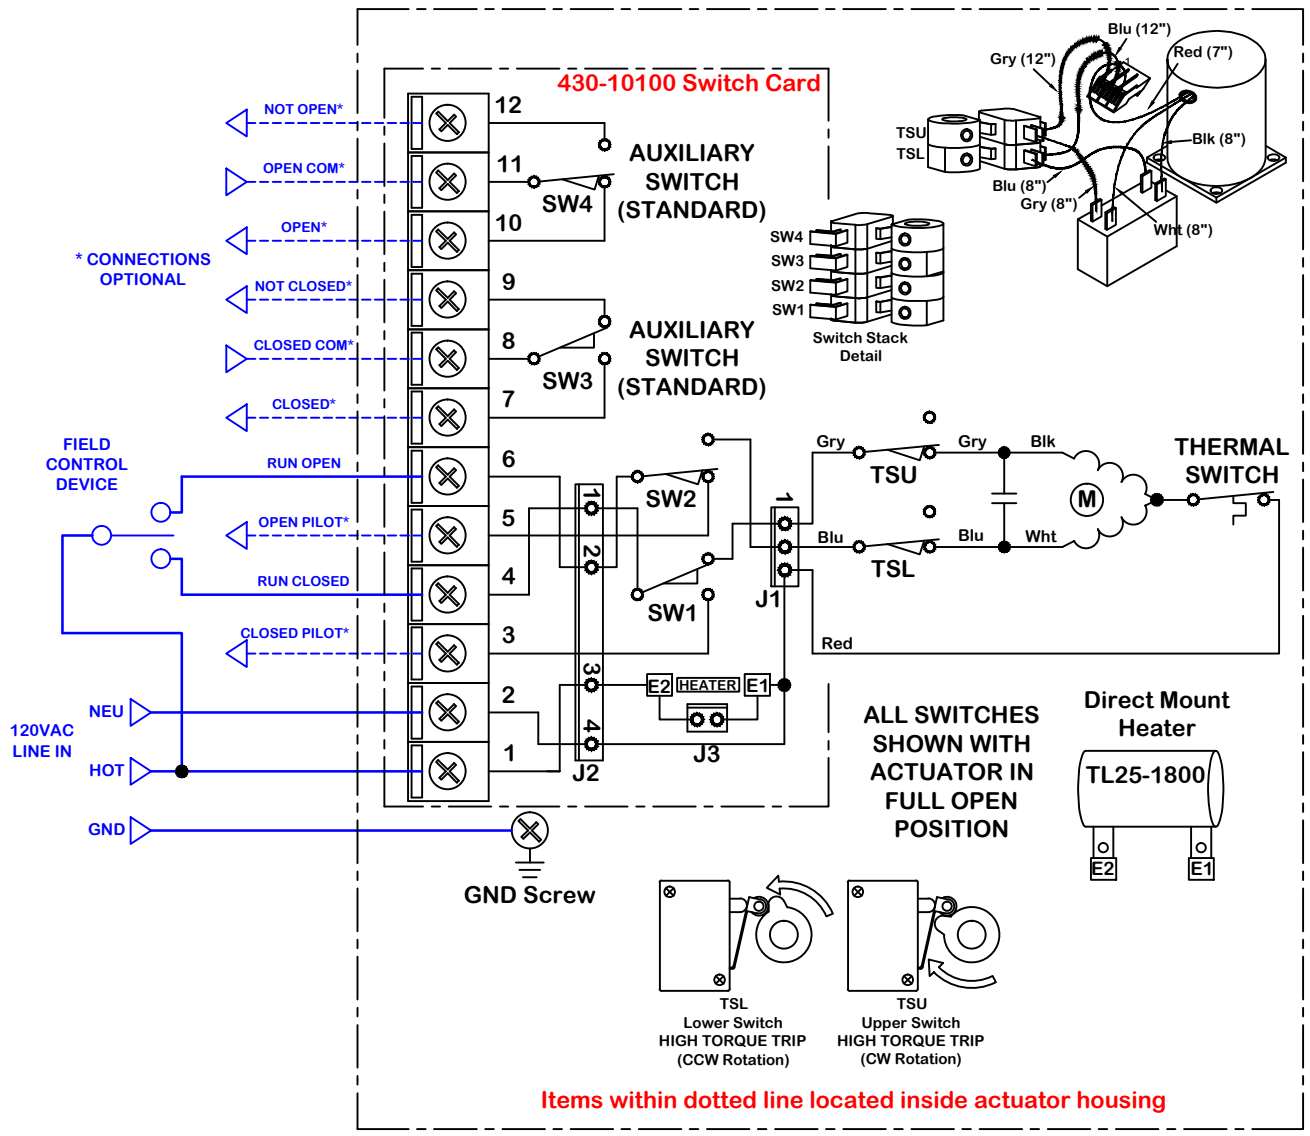 430-10100 Switch Card
NOT OPEN*
12
OPEN COM*
11
SW4
AUXILIARY
SWITCH
(STANDARD)
OPEN*
10
* CONNECTIONS
OPTIONAL
NOT CLOSED*
9
CLOSED COM*
8
SW3
AUXILIARY
SWITCH
(STANDARD)
CLOSED*
7
FIELD
CONTROL
DEVICE
RUN OPEN
6
OPEN PILOT*
5
RUN CLOSED
4
CLOSED PILOT*
3
120VAC
LINE IN
NEU
2
HOT
1
GND
GND Screw
1
2
3
4
J2
SW2
SW1
E2
HEATER
E1
J3
1
J1
Gry
TSU
Gry
Blk
Blu
TSL
Blu
Wht
Red
M
THERMAL
SWITCH
Blu (12")
Gry (12")
Red (7")
TSU
TSL
Blk (8")
Blu (8")
Gry (8")
Wht (8")
SW4
SW3
SW2
SW1
Switch Stack
Detail
ALL SWITCHES
SHOWN WITH
ACTUATOR IN
FULL OPEN
POSITION
Direct Mount
Heater
TL25-1800
E2
E1
TSL
Lower Switch
HIGH TORQUE TRIP
(CCW Rotation)
TSU
Upper Switch
HIGH TORQUE TRIP
(CW Rotation)
Items within dotted line located inside actuator housing